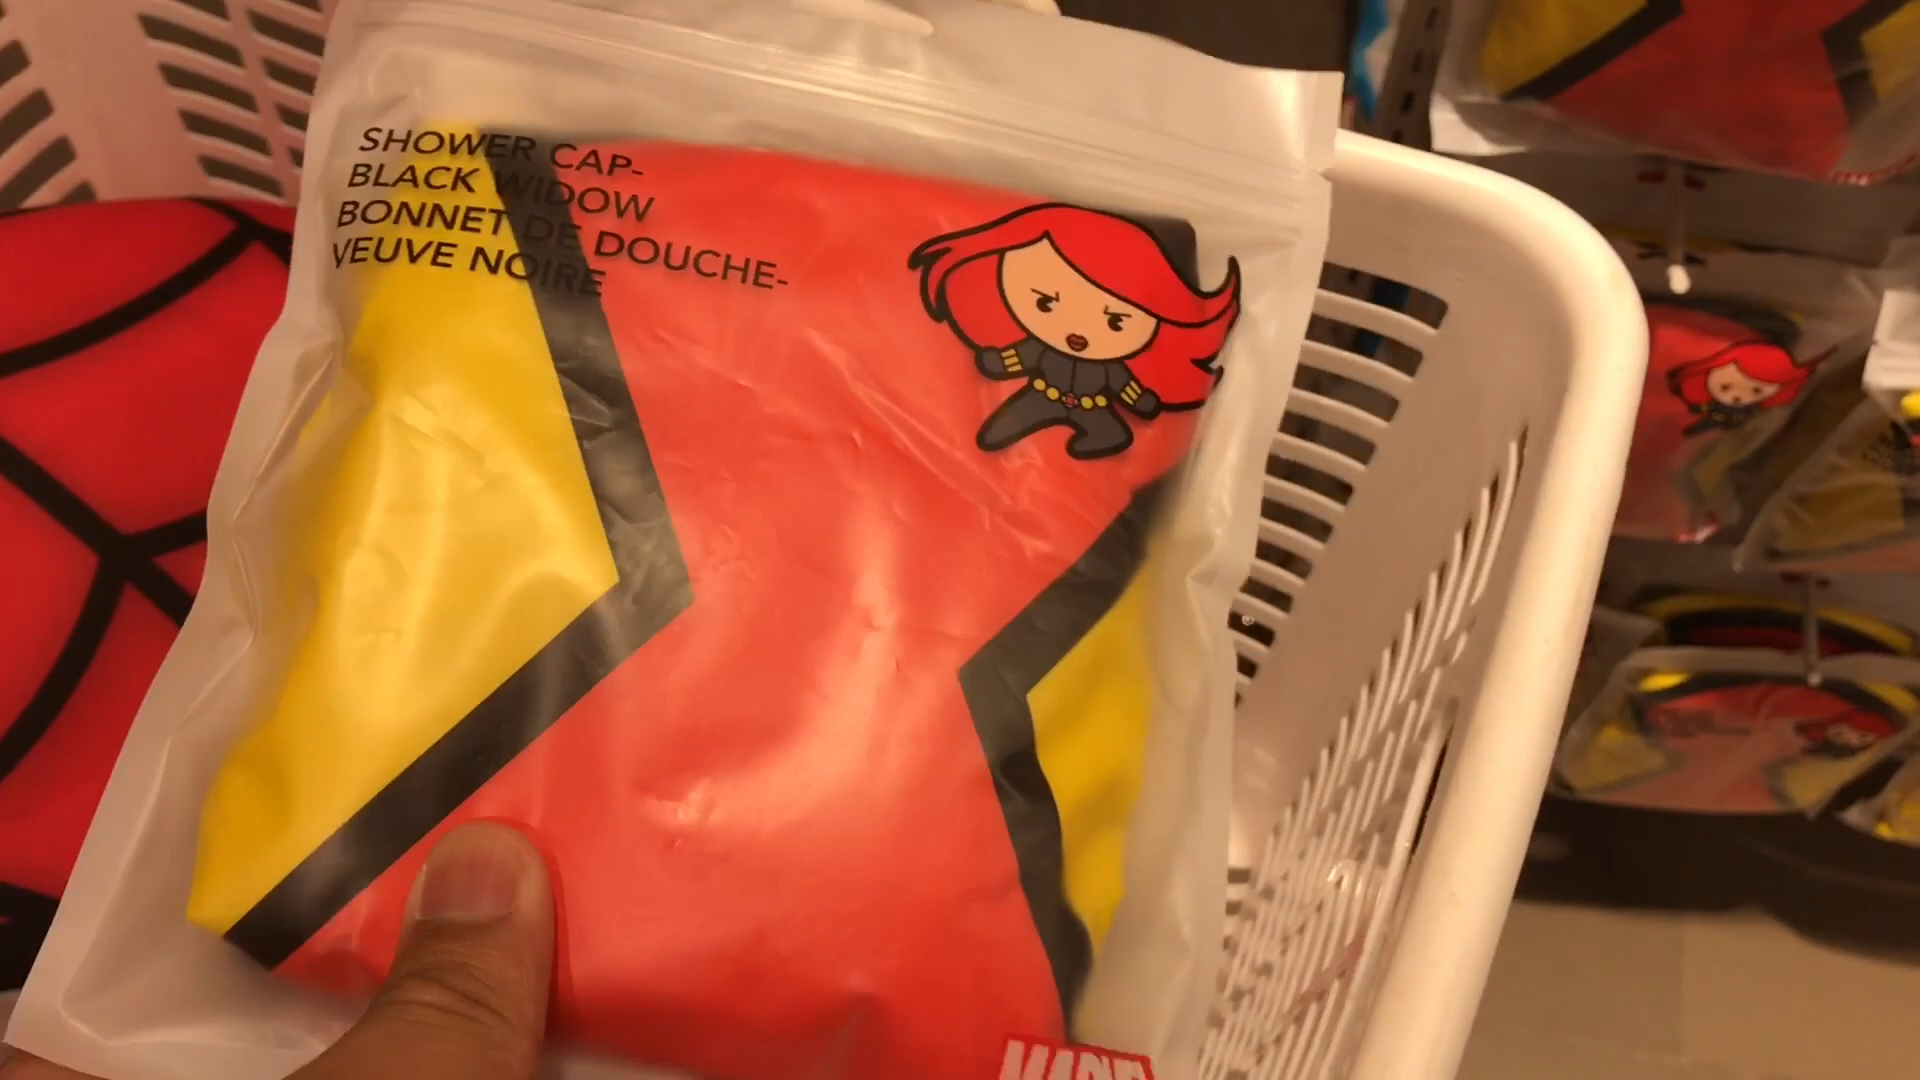 SHOWER CAP-
BLACK WIDOW
BONNET DE DOUCHE-
VEUVE NOIRE